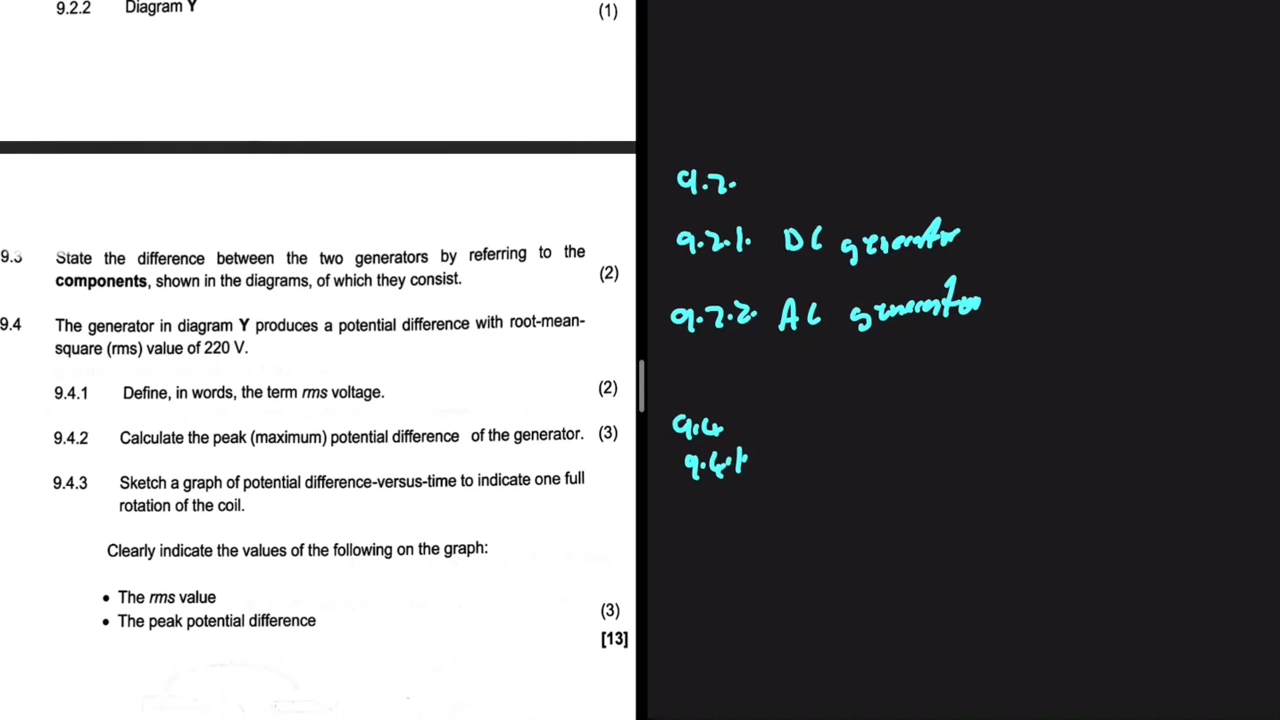 9.2.2 Diagram Y (1)
9.3 State the difference between the two generators by referring to the
components, shown in the diagrams, of which they consist. (2)
9.4 The generator in diagram Y produces a potential difference with root-mean-
square (rms) value of 220 V.
9.4.1 Define, in words, the term rms voltage. (2)
9.4.2 Calculate the peak (maximum) potential difference of the generator. (3)
9.4.3 Sketch a graph of potential difference-versus-time to indicate one full
rotation of the coil.
Clearly indicate the values of the following on the graph:
• The rms value
• The peak potential difference (3)
[13]
9.2.
9.2.1. DC generator
9.2.2. AC generator
9.4
9.4.1